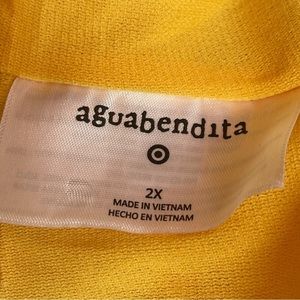 aguabendita
2X
MADE IN VIETNAM
HECHO EN VIETNAM